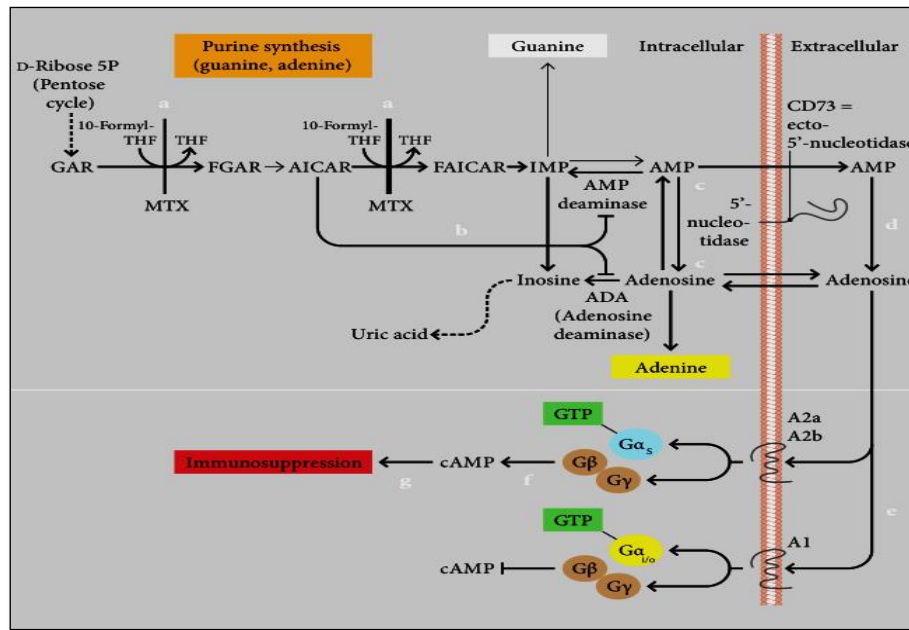 Purine synthesis
(guanine, adenine)
Guanine
Intracellular
Extracellular
D-Ribose 5P
(Pentose
cycle)
a
a
CD73 =
ecto-
5'-nucleotidase
10-Formyl-
THF
THF
10-Formyl-
THF
THF
GAR
FGAR
AICAR
FAICAR
IMP
AMP
AMP
MTX
MTX
AMP
deaminase
c
5'-
nucleo-
tidase
b
d
c
Inosine
Adenosine
Adenosine
ADA
(Adenosine
deaminase)
Uric acid
Adenine
GTP
A2a
A2b
Gαs
Immunosuppression
cAMP
Gβ
Gγ
g
f
e
GTP
A1
Gαi/o
cAMP
Gβ
Gγ